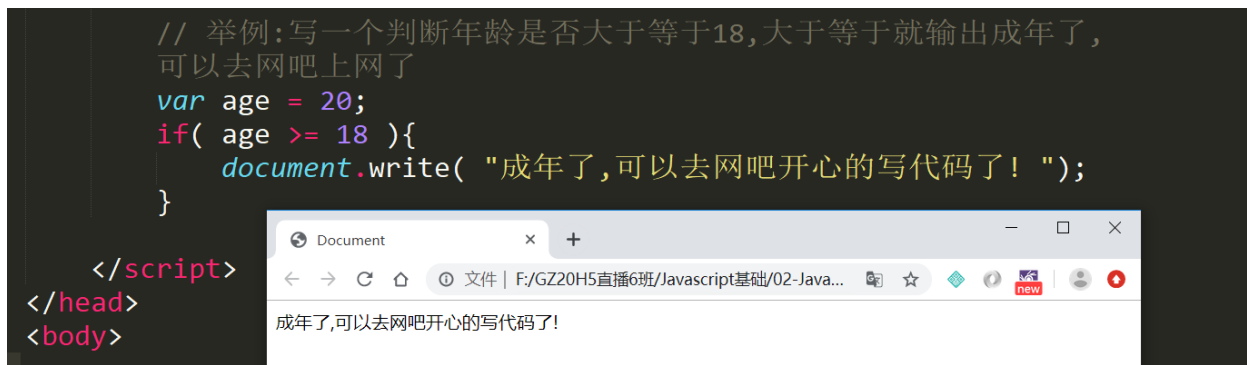 // 举例:写一个判断年龄是否大于等于18,大于等于就输出成年了,
可以去网吧上网了
var age = 20;
if( age >= 18 ){
document.write( "成年了,可以去网吧开心的写代码了! ");
}
</script>
</head>
<body>
Document
文件 | F:/GZ20H5直播6班/Javascript基础/02-Java...
new
成年了,可以去网吧开心的写代码了!